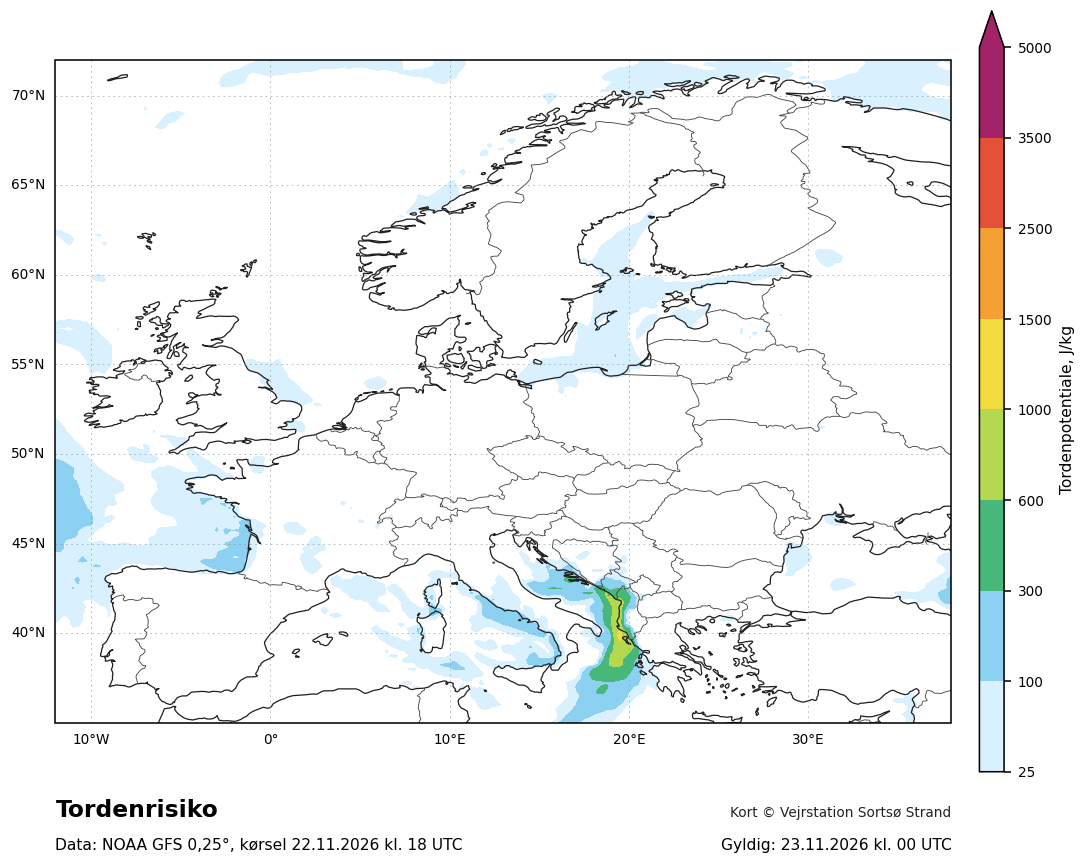 70°N
65°N
60°N
55°N
50°N
45°N
40°N
10°W
0°
10°E
20°E
30°E
5000
3500
2500
1500
1000
600
300
100
25
Tordenpotentiale, J/kg
Tordenrisiko
Kort © Vejrstation Sortsø Strand
Data: NOAA GFS 0,25°, kørsel 22.11.2026 kl. 18 UTC
Gyldig: 23.11.2026 kl. 00 UTC